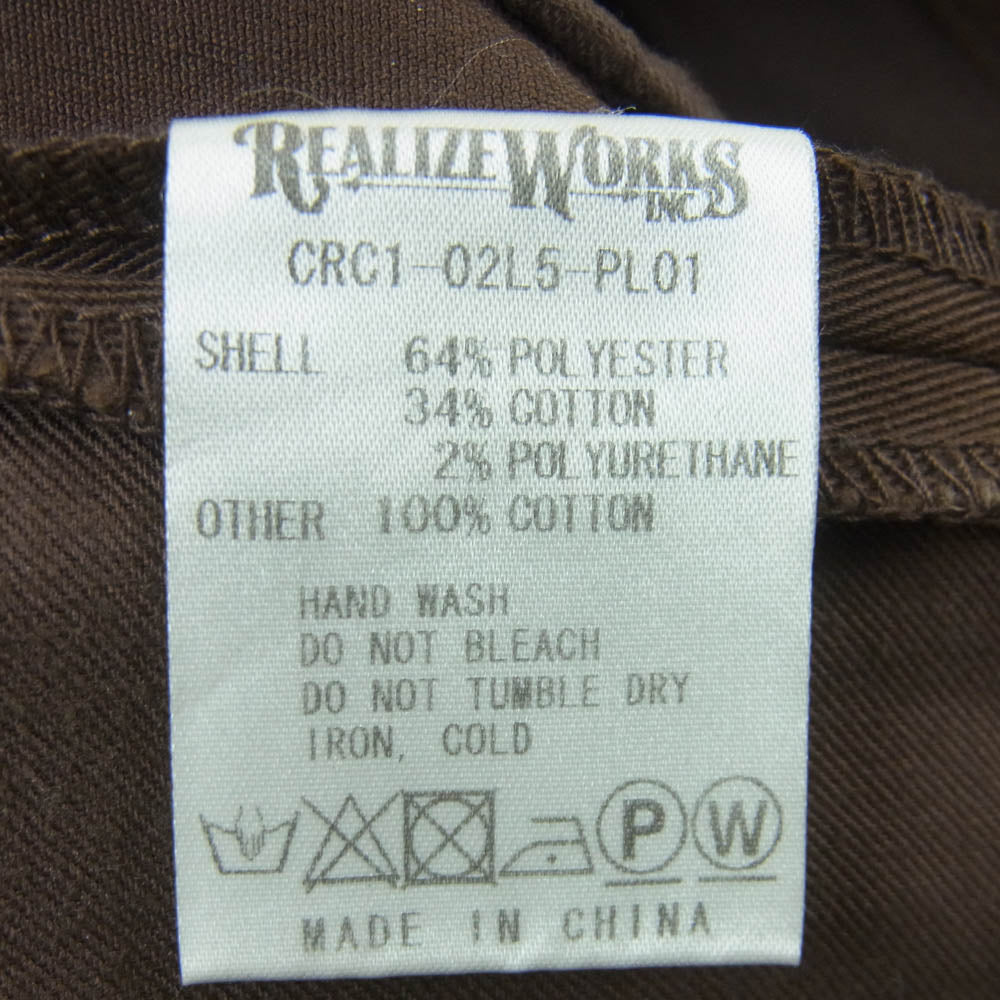 REALIZEWORKS
INC.
CRC1-02L5-PL01
SHELL 64% POLYESTER
34% COTTON
2% POLYURETHANE
OTHER 100% COTTON
HAND WASH
DO NOT BLEACH
DO NOT TUMBLE DRY
IRON, COLD
P W
MADE IN CHINA